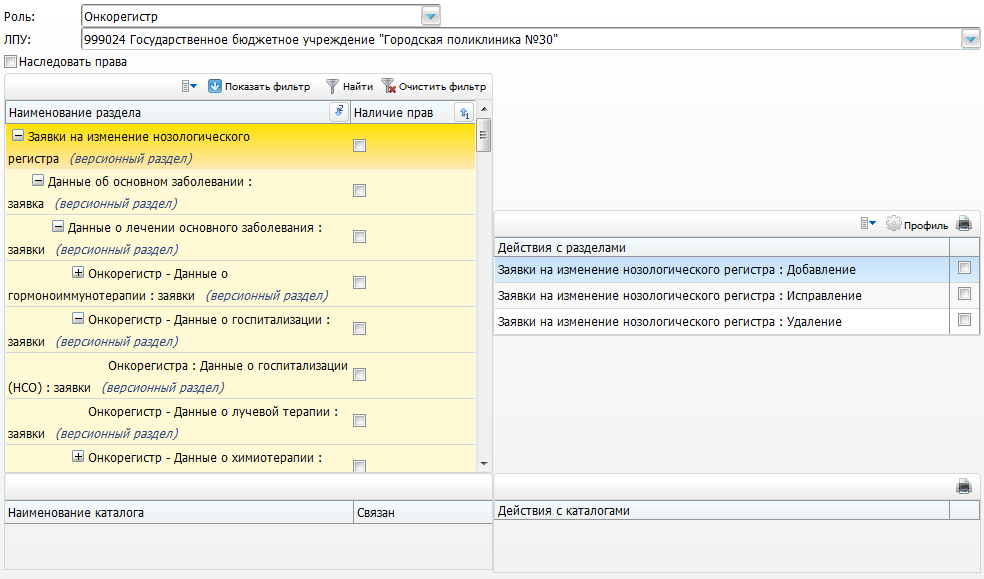 Роль: Онкорегистр
ЛПУ: 999024 Государственное бюджетное учреждение "Городская поликлиника №30"
Наследовать права
Показать фильтр Найти Очистить фильтр
Наименование раздела 2 Наличие прав 1
Заявки на изменение нозологического
регистра (версионный раздел)
Данные об основном заболевании :
заявка (версионный раздел)
Данные о лечении основного заболевания :
заявки (версионный раздел)
Онкорегистр - Данные о
гормоноиммунотерапии : заявки (версионный раздел)
Онкорегистр - Данные о госпитализации :
заявки (версионный раздел)
Онкорегистра : Данные о госпитализации
(НСО) : заявки (версионный раздел)
Онкорегистр - Данные о лучевой терапии :
заявки (версионный раздел)
Онкорегистр - Данные о химиотерапии :
Профиль
Действия с разделами
Заявки на изменение нозологического регистра : Добавление
Заявки на изменение нозологического регистра : Исправление
Заявки на изменение нозологического регистра : Удаление
Наименование каталога Связан
Действия с каталогами